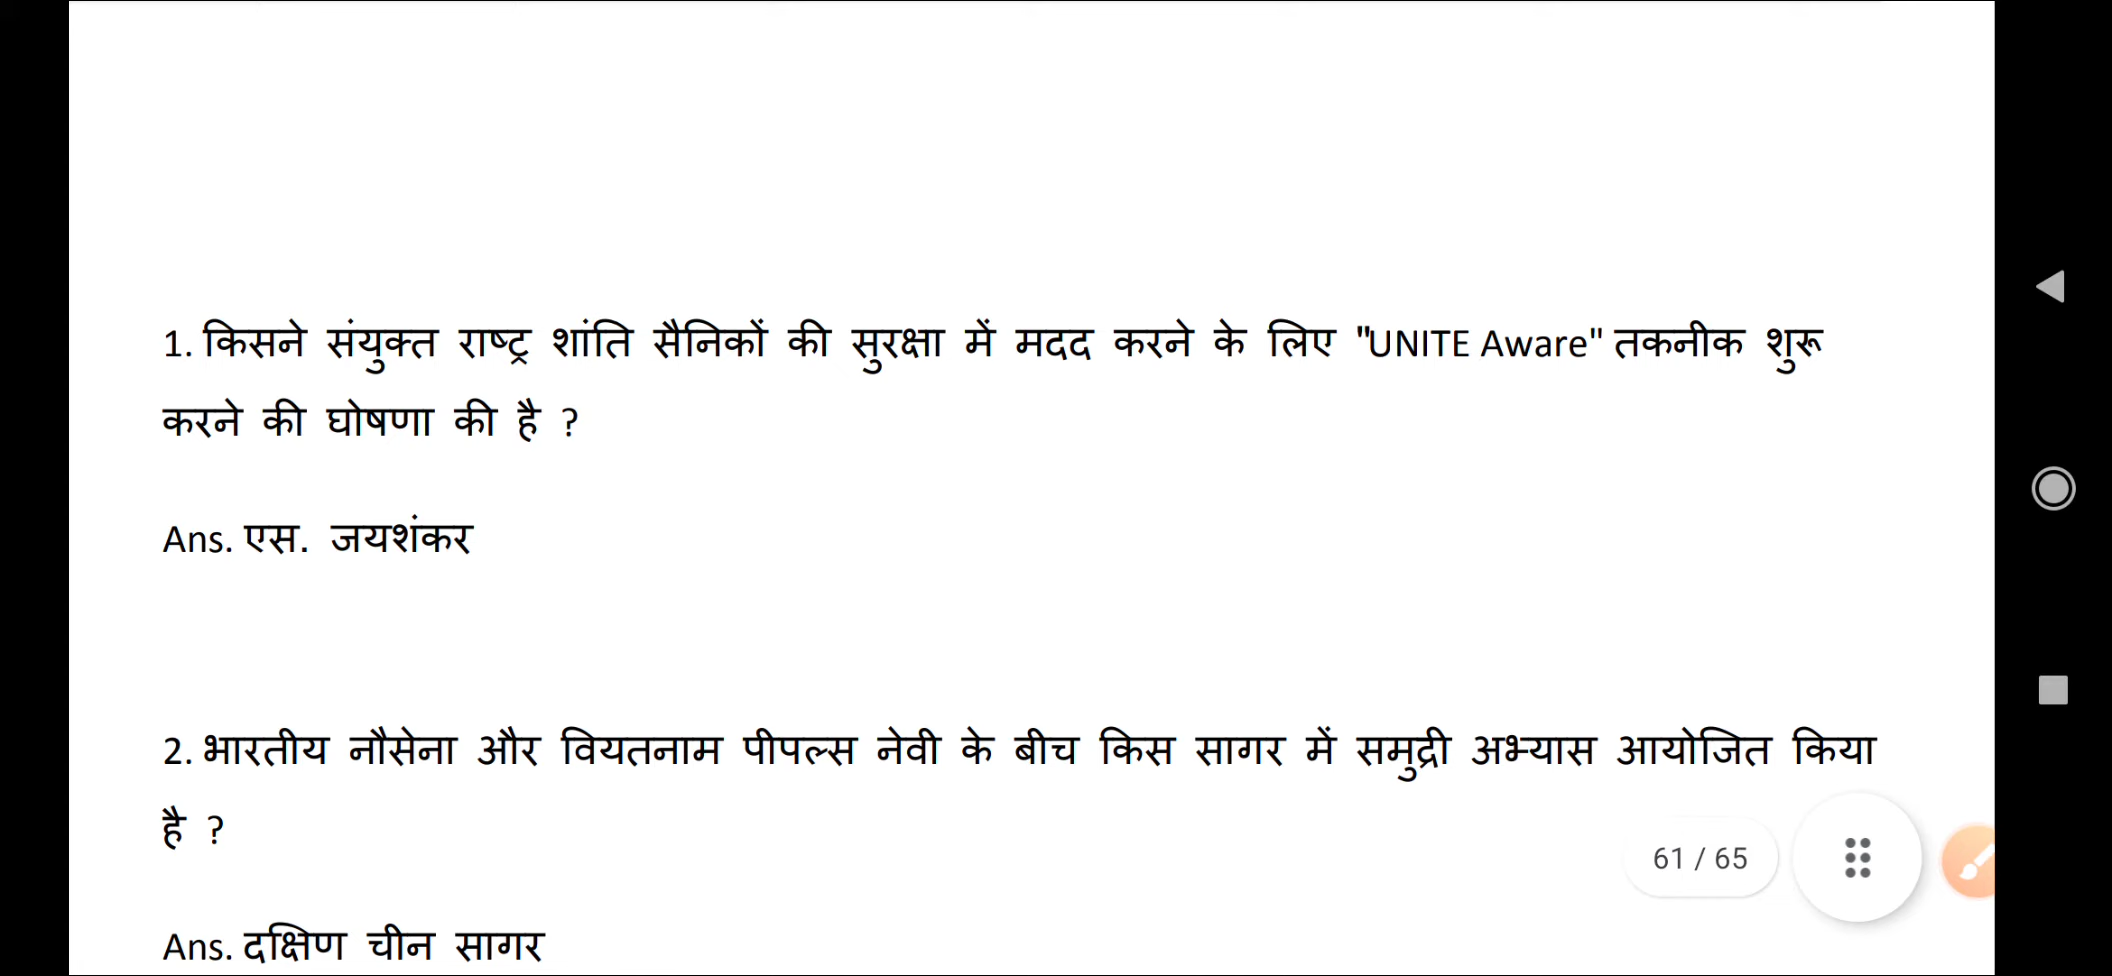 1. किसने संयुक्त राष्ट्र शांति सैनिकों की सुरक्षा में मदद करने के लिए "UNITE Aware" तकनीक शुरू
करने की घोषणा की है ?
Ans. एस. जयशंकर
2. भारतीय नौसेना और वियतनाम पीपल्स नेवी के बीच किस सागर में समुद्री अभ्यास आयोजित किया
है ?
61 / 65
Ans. दक्षिण चीन सागर